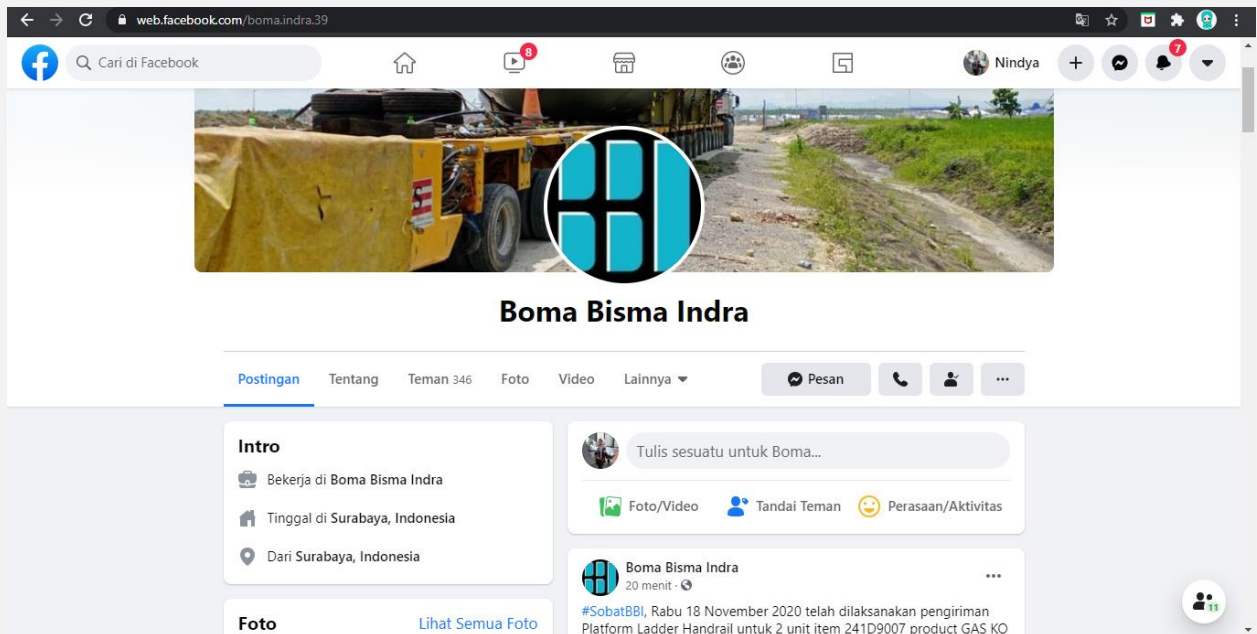 web.facebook.com/boma.indra.39
Cari di Facebook
8
Nindya
7
Boma Bisma Indra
Postingan Tentang Teman 346 Foto Video Lainnya Pesan
Intro
Bekerja di Boma Bisma Indra
Tinggal di Surabaya, Indonesia
Dari Surabaya, Indonesia
Foto Lihat Semua Foto
Tulis sesuatu untuk Boma...
Foto/Video Tandai Teman Perasaan/Aktivitas
Boma Bisma Indra
20 menit ·
#SobatBBI, Rabu 18 November 2020 telah dilaksanakan pengiriman
Platform Ladder Handrail untuk 2 unit item 241D9007 product GAS KO
11